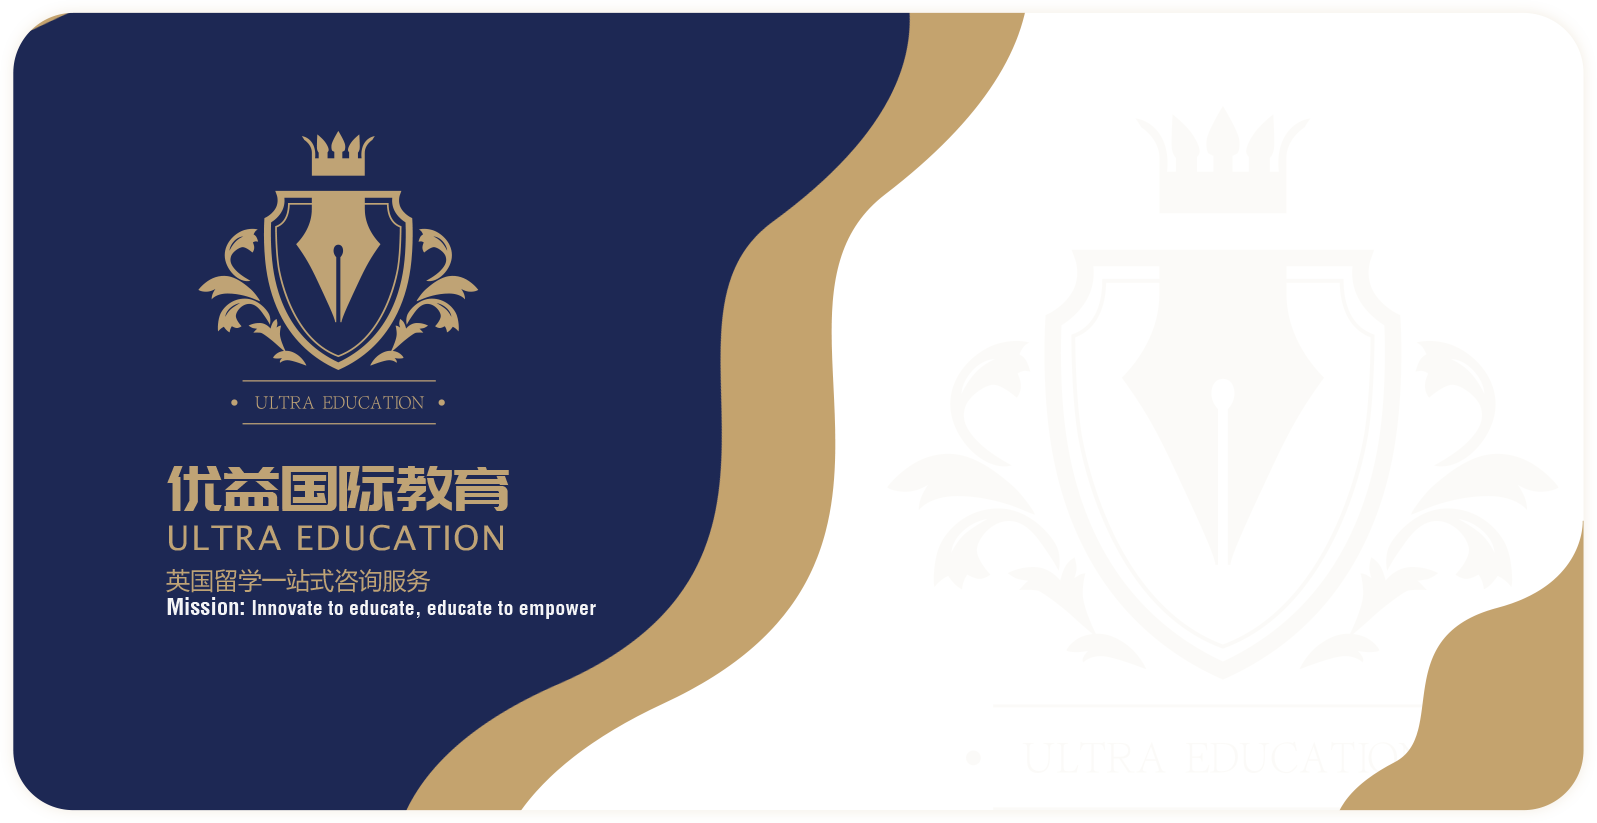 • ULTRA EDUCATION •
优益国际教育
ULTRA EDUCATION
英国留学一站式咨询服务
Mission: Innovate to educate, educate to empower
• ULTRA EDUCATIO